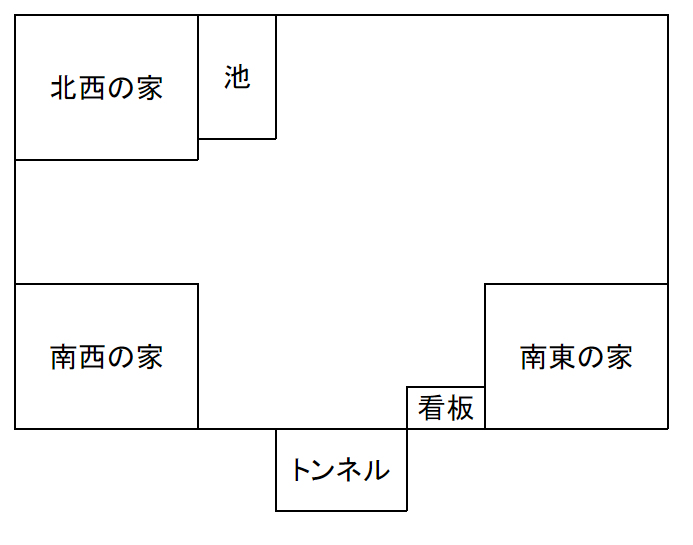 北西の家
池
南西の家
南東の家
看板
トンネル